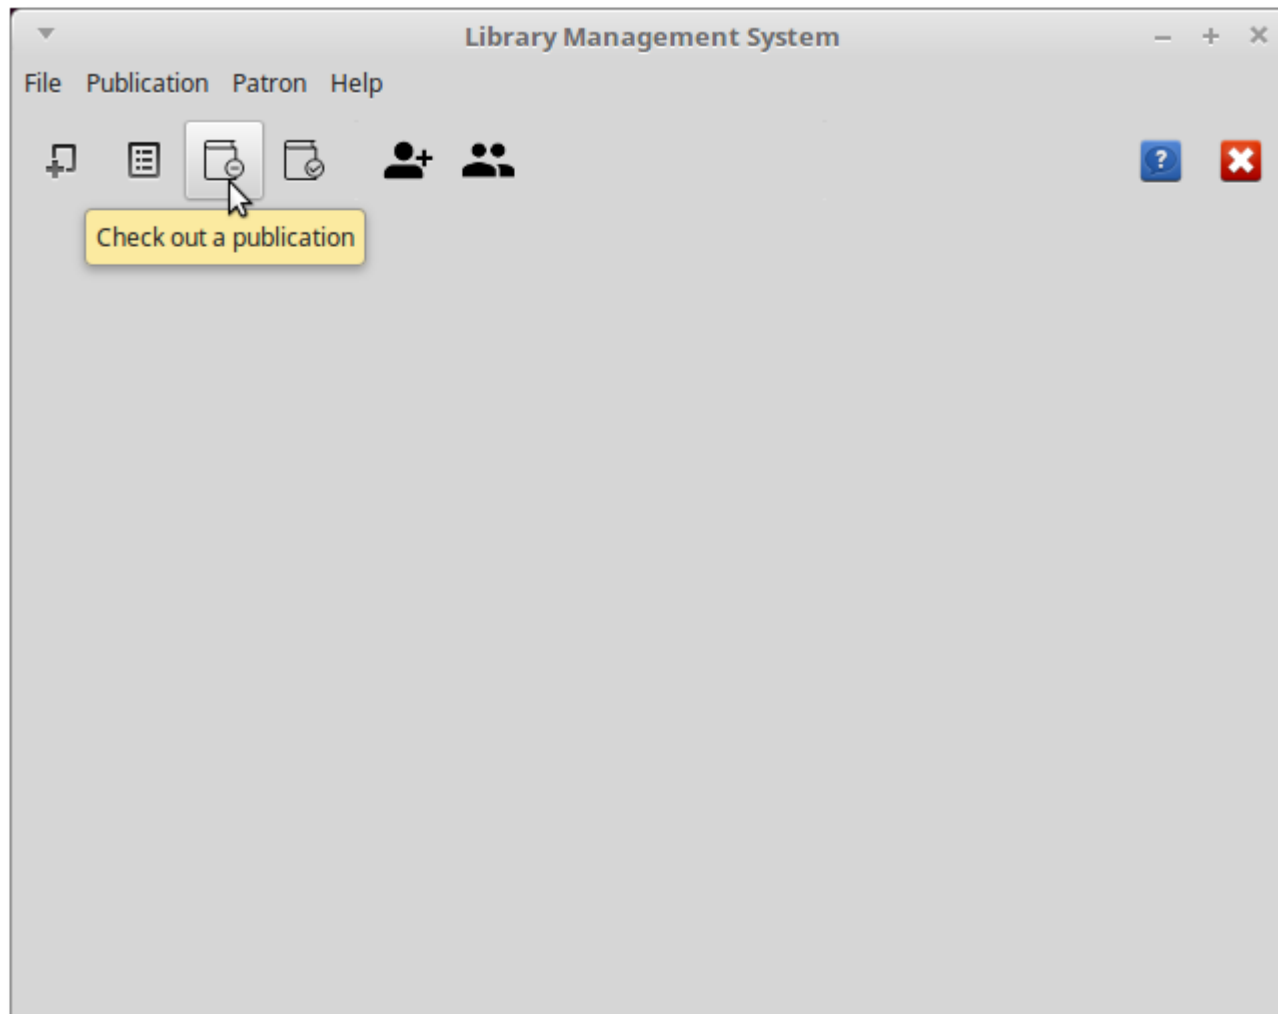 Library Management System
File Publication Patron Help
?
Check out a publication